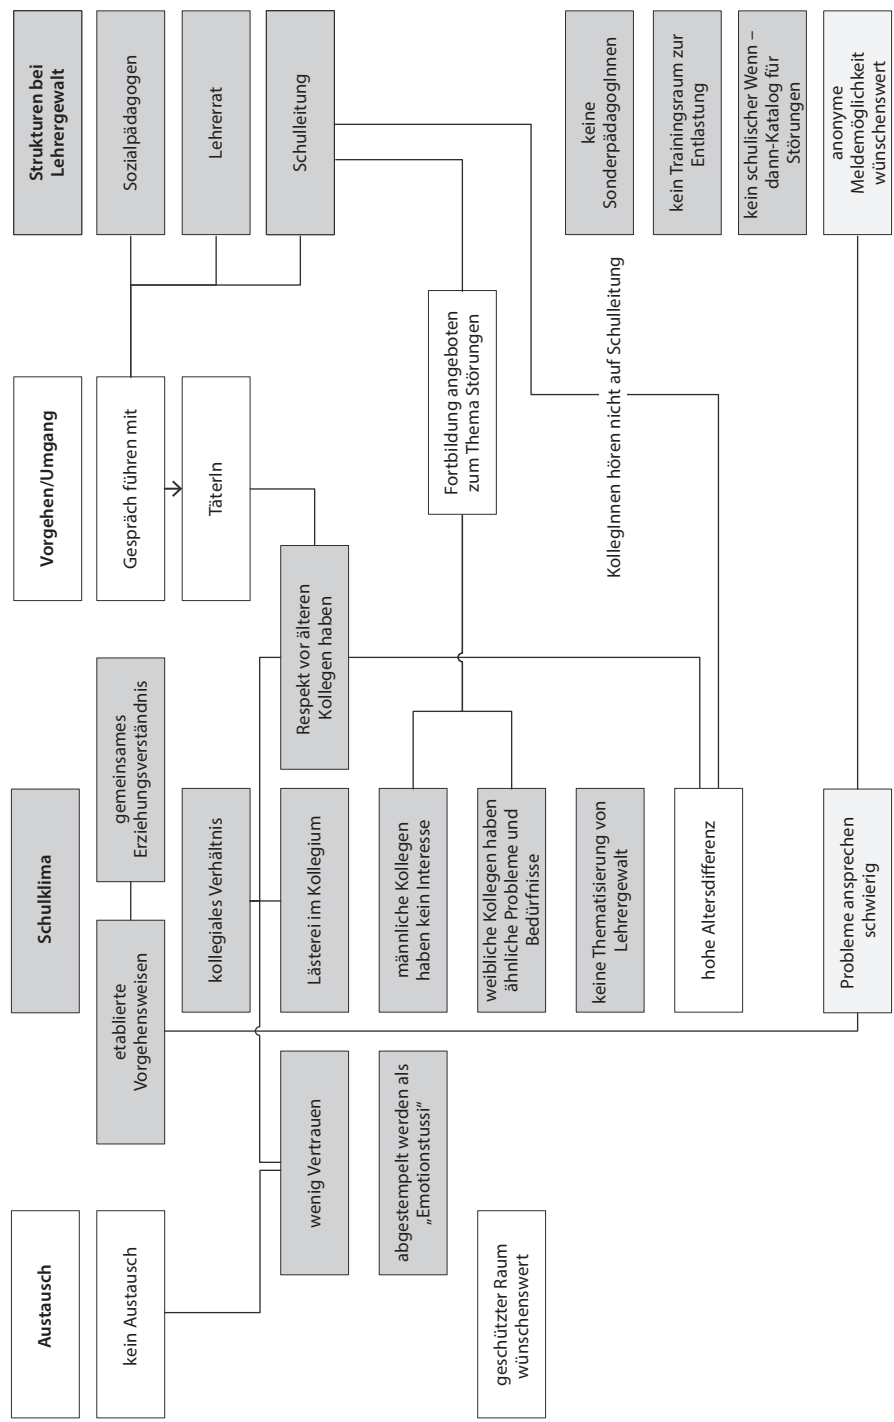 Austausch
kein Austausch
wenig Vertrauen
abgestempelt werden als
„Emotionstussi“
geschützter Raum
wünschenswert
Schulklima
etablierte
Vorgehensweisen
gemeinsames
Erziehungsverständnis
kollegiales Verhältnis
Lästerei im Kollegium
Respekt vor älteren
Kollegen haben
männliche Kollegen
haben kein Interesse
weibliche Kollegen haben
ähnliche Probleme und
Bedürfnisse
keine Thematisierung von
Lehrergewalt
hohe Altersdifferenz
Probleme ansprechen
schwierig
Vorgehen/Umgang
Gespräch führen mit
TäterIn
Fortbildung angeboten
zum Thema Störungen
KollegInnen hören nicht auf Schulleitung
Strukturen bei
Lehrergewalt
Sozialpädagogen
Lehrerrat
Schulleitung
keine
SonderpädagogInnen
kein Trainingsraum zur
Entlastung
kein schulischer Wenn –
dann-Katalog für
Störungen
anonyme
Meldemöglichkeit
wünschenswert